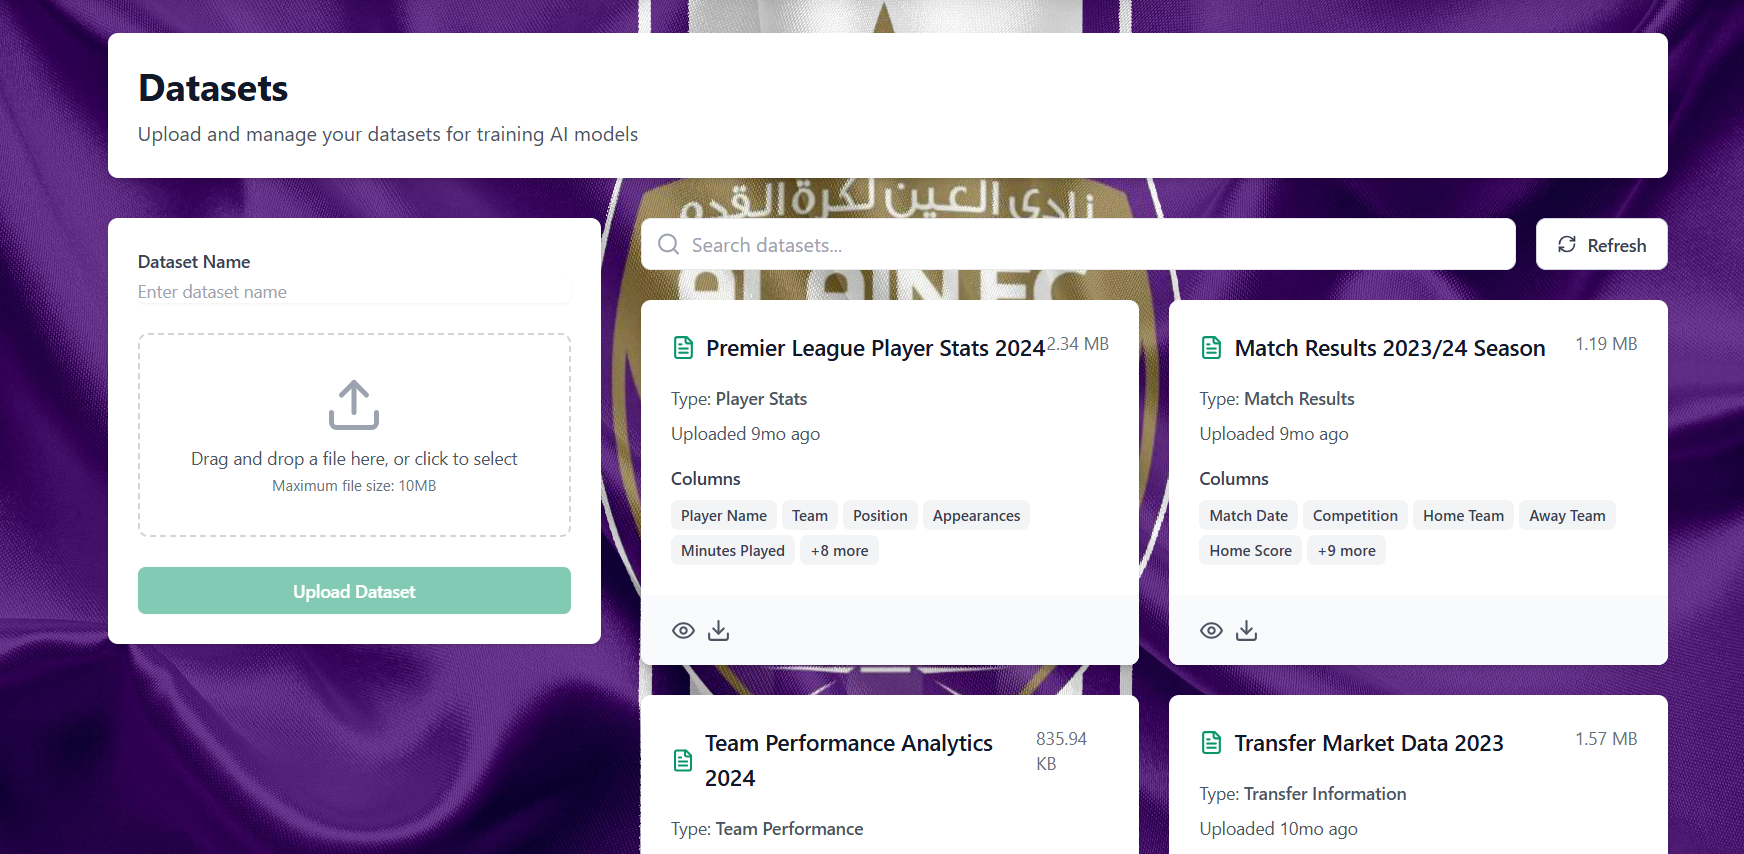 Datasets
Upload and manage your datasets for training AI models
نادي العين لكرة القدم
AL AIN FC
Dataset Name
Enter dataset name
Drag and drop a file here, or click to select
Maximum file size: 10MB
Upload Dataset
Search datasets...
Refresh
Premier League Player Stats 2024
2.34 MB
Type: Player Stats
Uploaded 9mo ago
Columns
Player Name Team Position Appearances
Minutes Played +8 more
Match Results 2023/24 Season
1.19 MB
Type: Match Results
Uploaded 9mo ago
Columns
Match Date Competition Home Team Away Team
Home Score +9 more
Team Performance Analytics
2024
835.94
KB
Type: Team Performance
Transfer Market Data 2023
1.57 MB
Type: Transfer Information
Uploaded 10mo ago